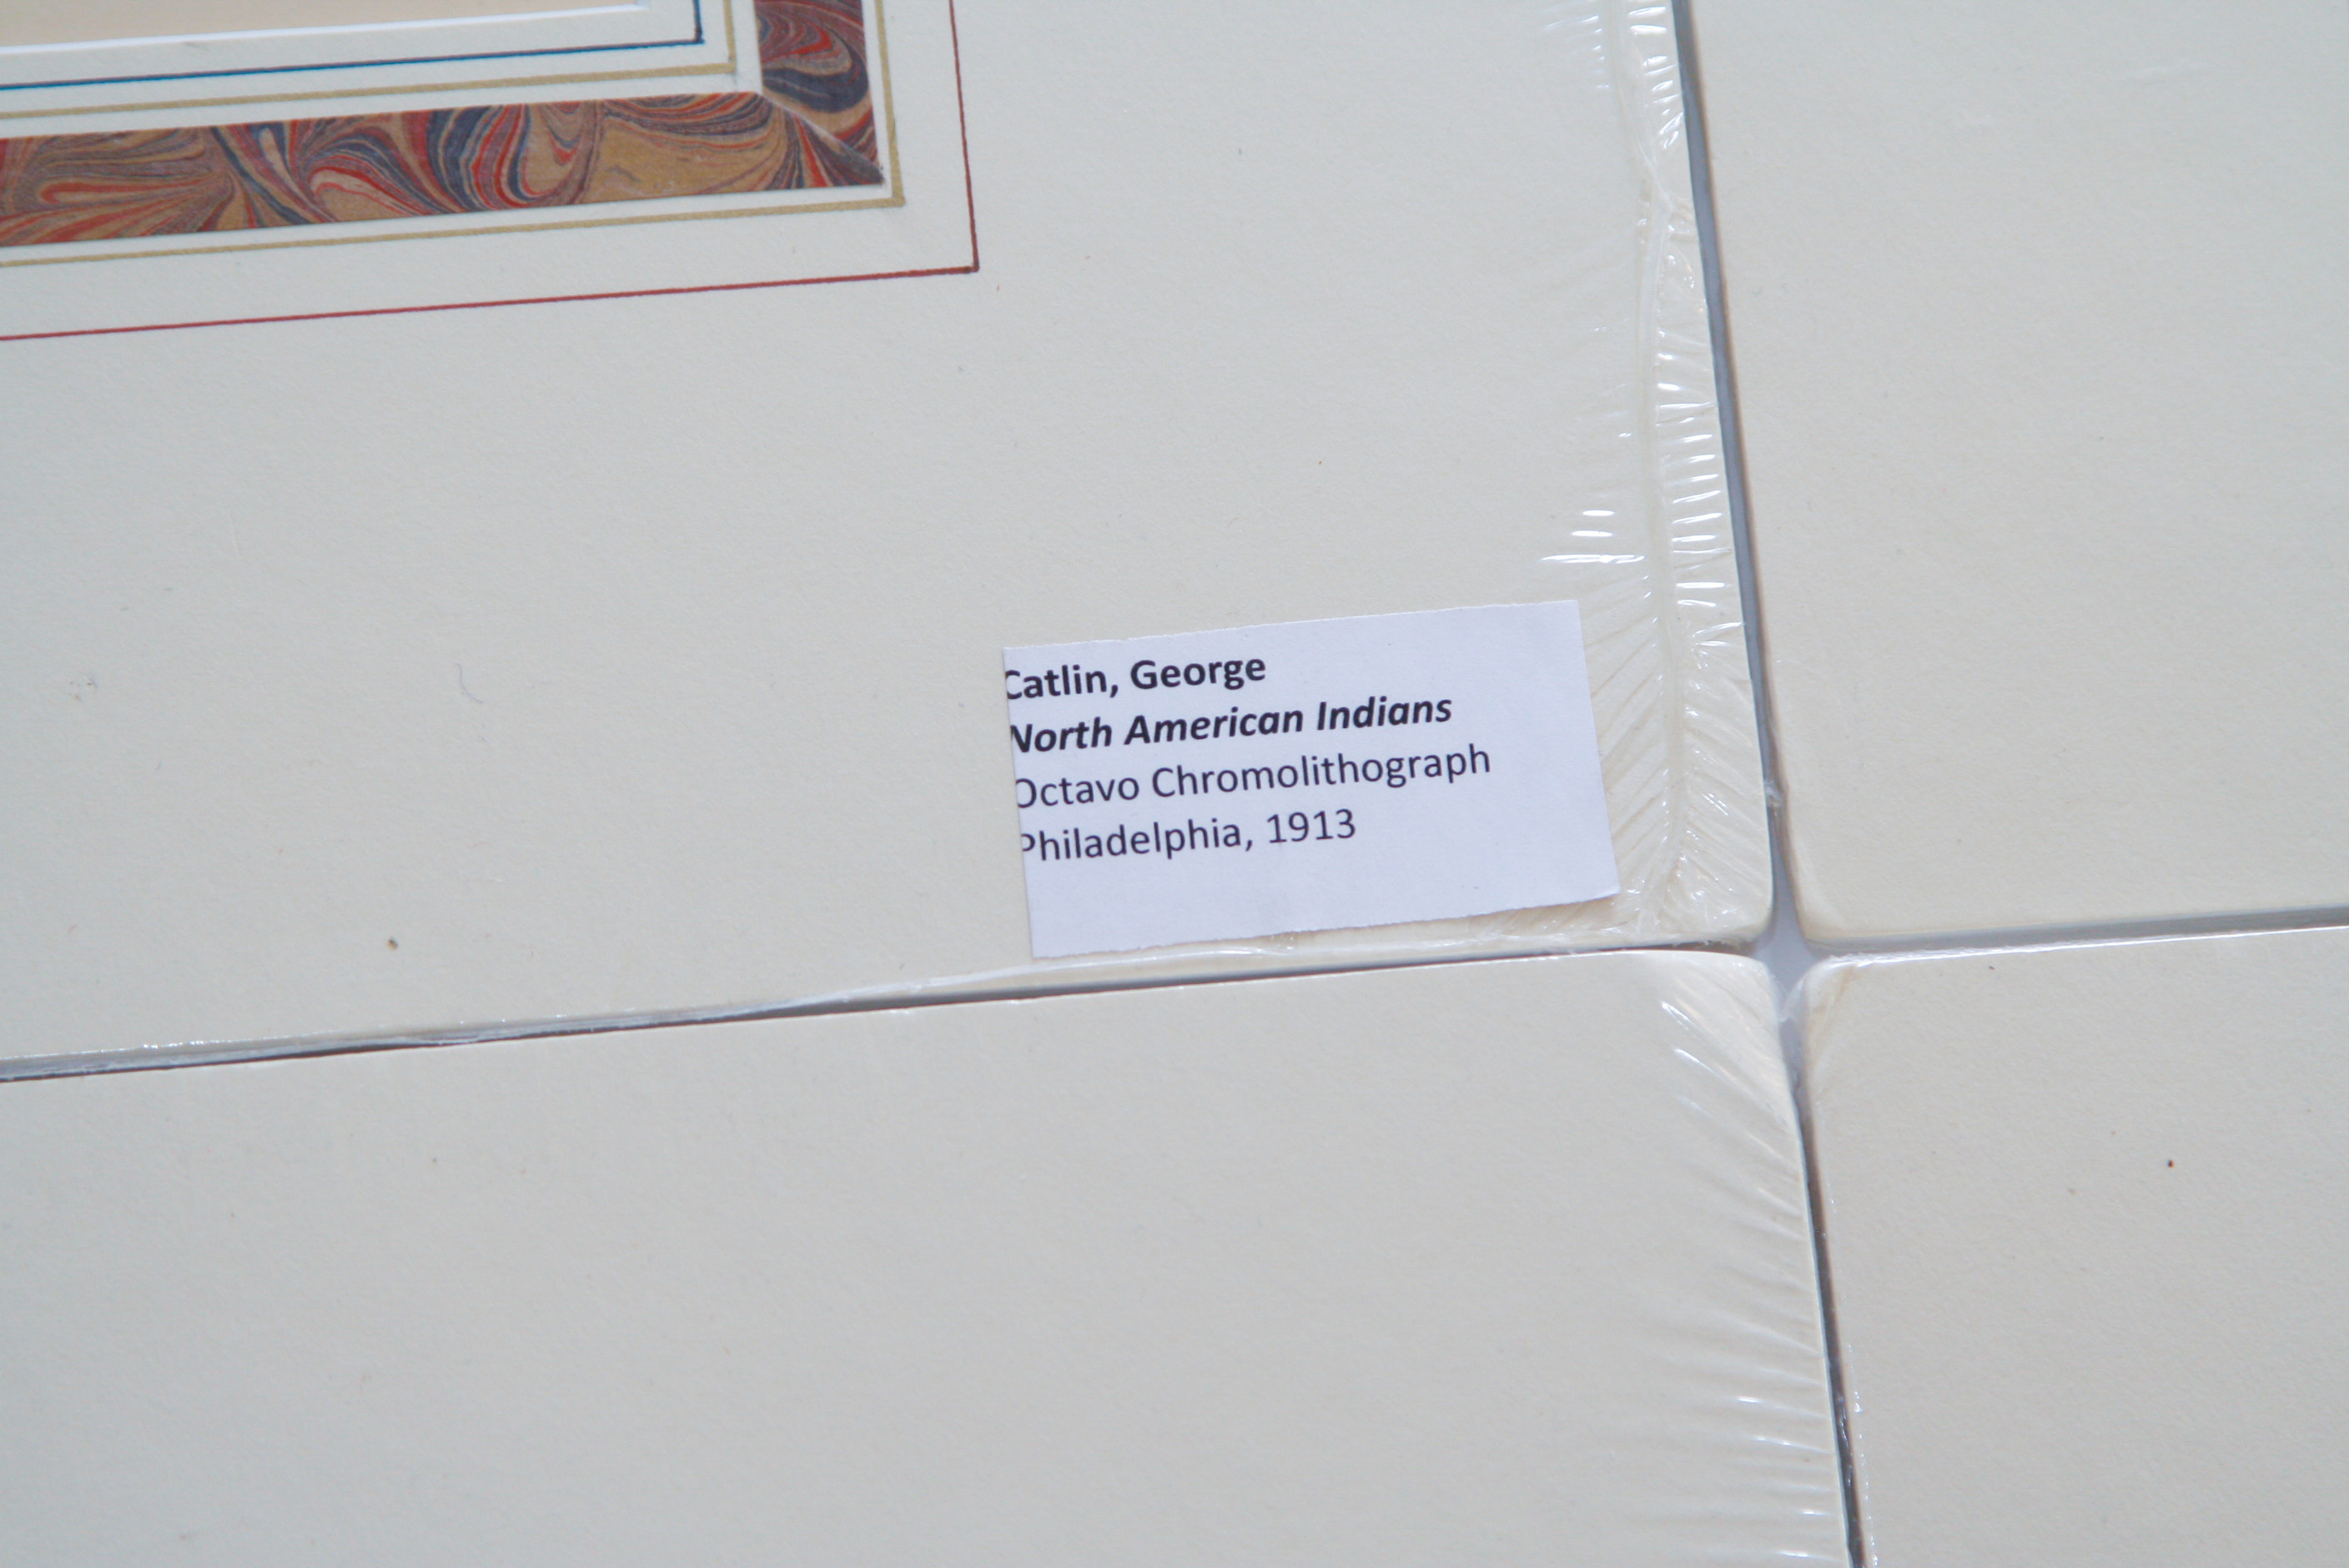 Catlin, George
North American Indians
Octavo Chromolithograph
Philadelphia, 1913